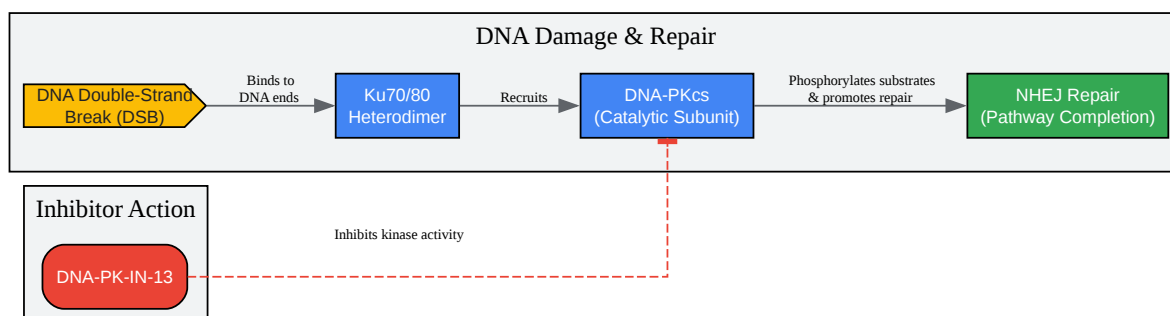 DNA Damage & Repair
DNA Double-Strand
Break (DSB)
Binds to
DNA ends
Ku70/80
Heterodimer
Recruits
DNA-PKcs
(Catalytic Subunit)
Phosphorylates substrates
& promotes repair
NHEJ Repair
(Pathway Completion)
Inhibitor Action
DNA-PK-IN-13
Inhibits kinase activity